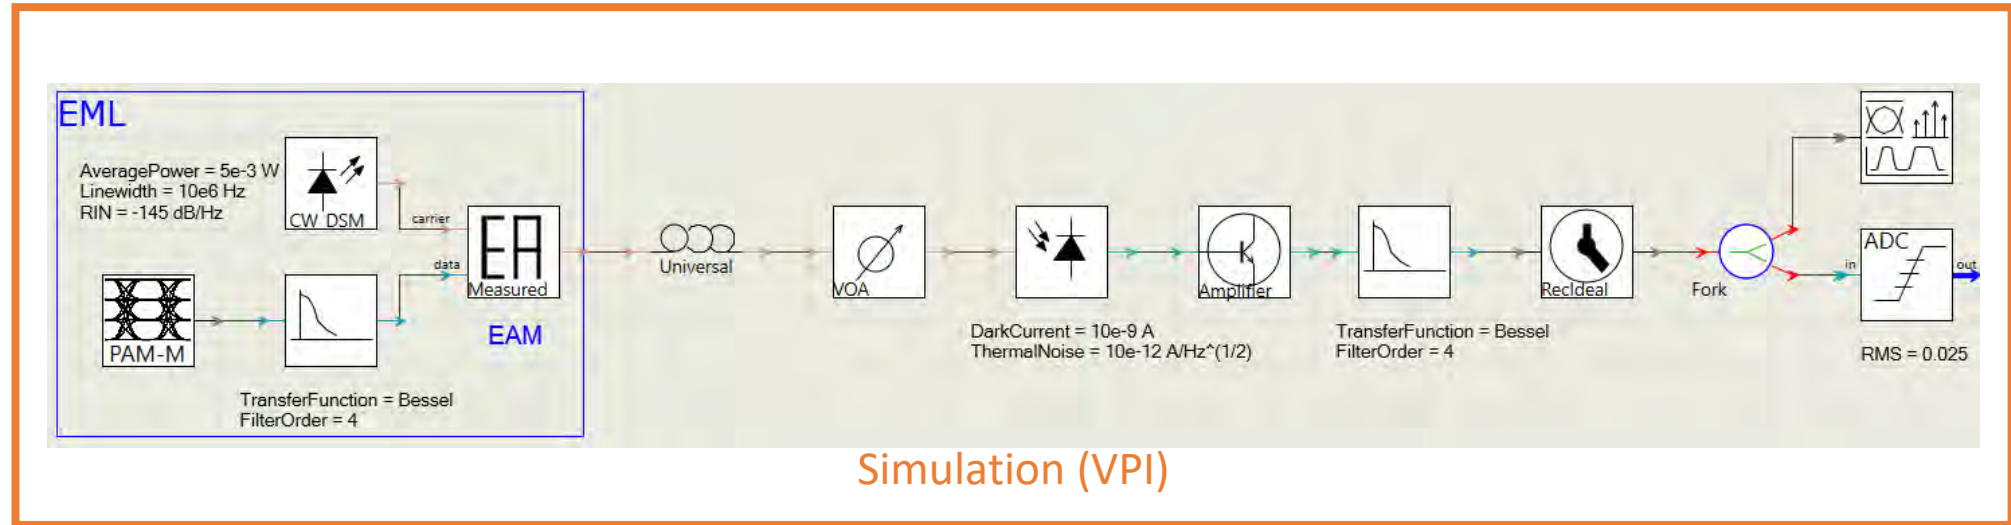 EML
AveragePower = 5e-3 W
Linewidth = 10e6 Hz
RIN = -145 dB/Hz
CW_DSM
carrier
data
EA
Measured
EAM
PAM-M
TransferFunction = Bessel
FilterOrder = 4
Universal
VOA
DarkCurrent = 10e-9 A
ThermalNoise = 10e-12 A/Hz^(1/2)
Amplifier
TransferFunction = Bessel
FilterOrder = 4
RecIdeal
Fork
ADC
in
out
RMS = 0.025
Simulation (VPI)